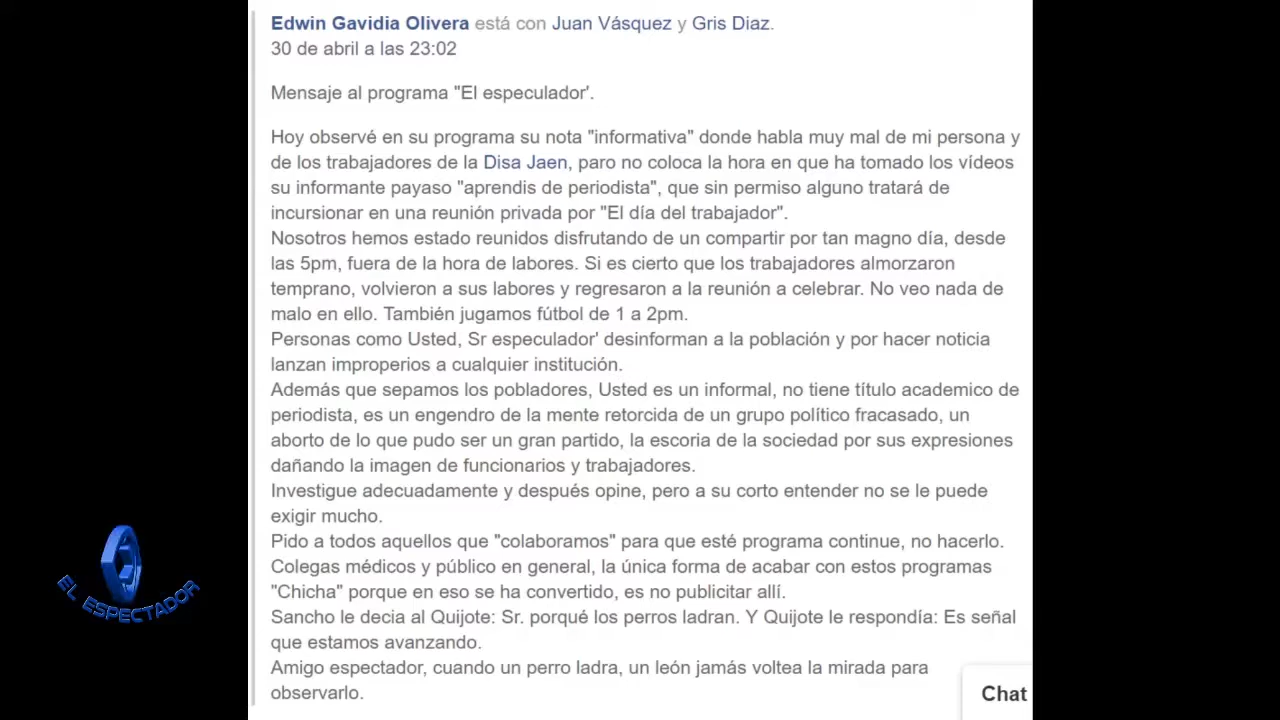 Edwin Gavidia Olivera está con Juan Vásquez y Gris Diaz.
30 de abril a las 23:02
Mensaje al programa "El especulador'.
Hoy observé en su programa su nota "informativa" donde habla muy mal de mi persona y
de los trabajadores de la Disa Jaen, paro no coloca la hora en que ha tomado los vídeos
su informante payaso "aprendis de periodista", que sin permiso alguno tratará de
incursionar en una reunión privada por "El día del trabajador".
Nosotros hemos estado reunidos disfrutando de un compartir por tan magno día, desde
las 5pm, fuera de la hora de labores. Si es cierto que los trabajadores almorzaron
temprano, volvieron a sus labores y regresaron a la reunión a celebrar. No veo nada de
malo en ello. También jugamos fútbol de 1 a 2pm.
Personas como Usted, Sr especulador' desinforman a la población y por hacer noticia
lanzan improperios a cualquier institución.
Además que sepamos los pobladores, Usted es un informal, no tiene título academico de
periodista, es un engendro de la mente retorcida de un grupo político fracasado, un
aborto de lo que pudo ser un gran partido, la escoria de la sociedad por sus expresiones
dañando la imagen de funcionarios y trabajadores.
Investigue adecuadamente y después opine, pero a su corto entender no se le puede
exigir mucho.
Pido a todos aquellos que "colaboramos" para que esté programa continue, no hacerlo.
Colegas médicos y público en general, la única forma de acabar con estos programas
"Chicha" porque en eso se ha convertido, es no publicitar allí.
Sancho le decia al Quijote: Sr. porqué los perros ladran. Y Quijote le respondía: Es señal
que estamos avanzando.
Amigo espectador, cuando un perro ladra, un león jamás voltea la mirada para
observarlo.
Chat
EL ESPECTADOR